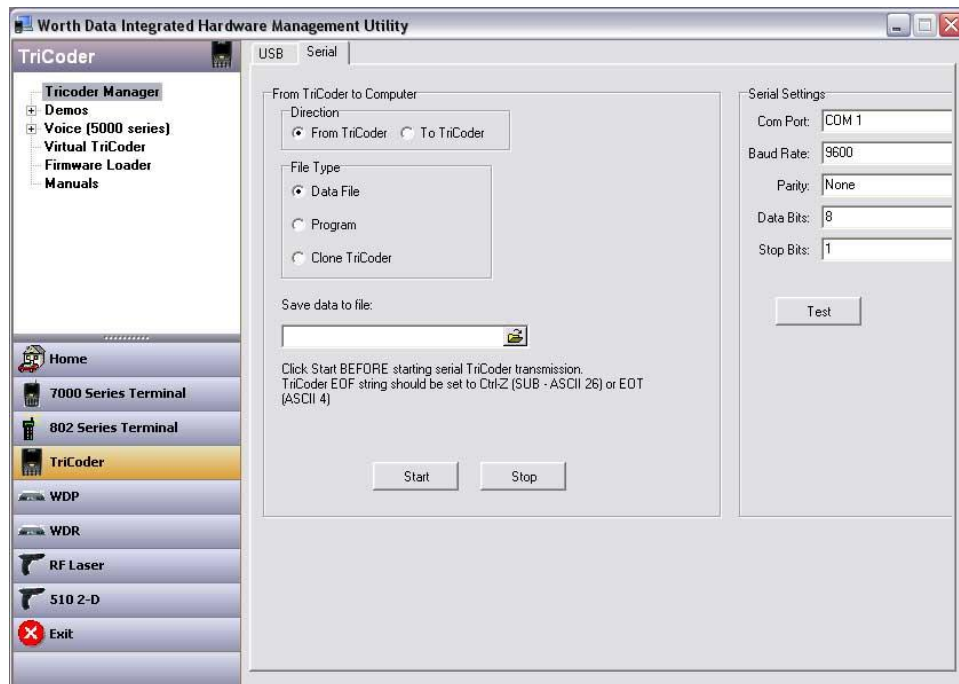 Worth Data Integrated Hardware Management Utility
TriCoder
Tricoder Manager
Demos
Voice (5000 series)
Virtual TriCoder
Firmware Loader
Manuals
Home
7000 Series Terminal
802 Series Terminal
TriCoder
WDP
WDR
RF Laser
510 2-D
Exit
USB Serial
From TriCoder to Computer
Direction
From TriCoder To TriCoder
File Type
Data File
Program
Clone TriCoder
Save data to file:
Click Start BEFORE starting serial TriCoder transmission.
TriCoder EOF string should be set to Ctrl-Z (SUB - ASCII 26) or EOT
(ASCII 4)
Start Stop
Serial Settings
Com Port: COM 1
Baud Rate: 9600
Parity: None
Data Bits: 8
Stop Bits: 1
Test